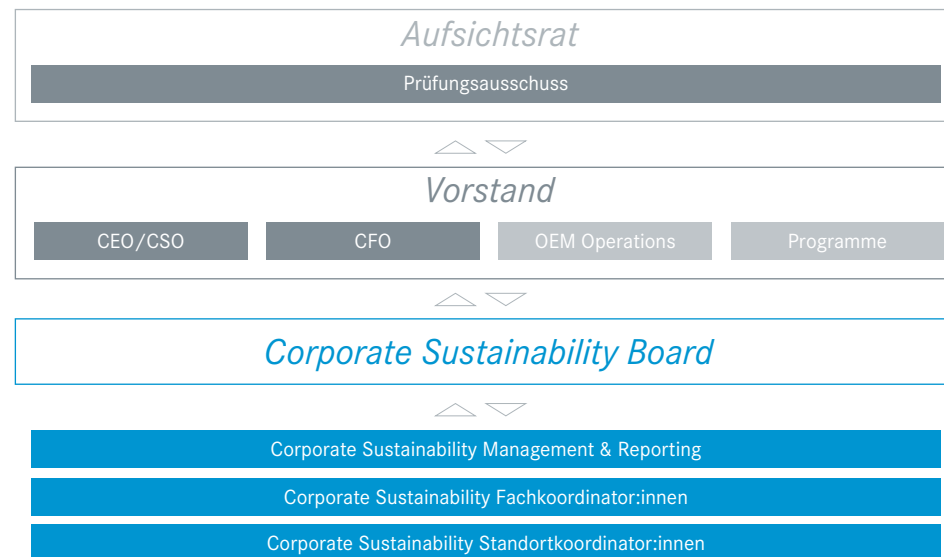 Aufsichtsrat
Prüfungsausschuss
Vorstand
CEO/CSO
CFO
OEM Operations
Programme
Corporate Sustainability Board
Corporate Sustainability Management & Reporting
Corporate Sustainability Fachkoordinator:innen
Corporate Sustainability Standortkoordinator:innen